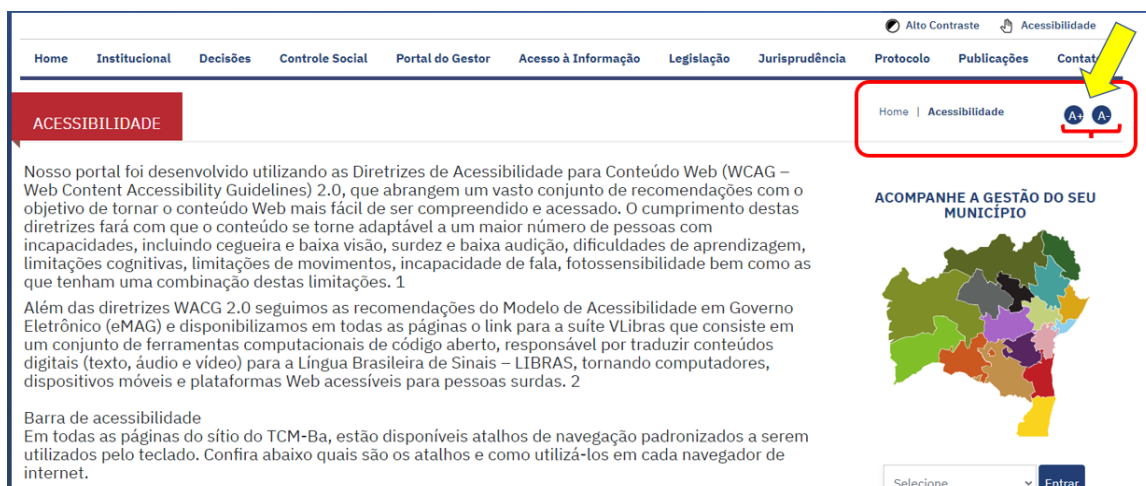 Alto Contraste Acessibilidade
Home Institucional Decisões Controle Social Portal do Gestor Acesso à Informação Legislação Jurisprudência Protocolo Publicações Contat
ACESSIBILIDADE
Home | Acessibilidade A+ A-
Nosso portal foi desenvolvido utilizando as Diretrizes de Acessibilidade para Conteúdo Web (WCAG –
Web Content Accessibility Guidelines) 2.0, que abrangem um vasto conjunto de recomendações com o
objetivo de tornar o conteúdo Web mais fácil de ser compreendido e acessado. O cumprimento destas
diretrizes fará com que o conteúdo se torne adaptável a um maior número de pessoas com
incapacidades, incluindo cegueira e baixa visão, surdez e baixa audição, dificuldades de aprendizagem,
limitações cognitivas, limitações de movimentos, incapacidade de fala, fotossensibilidade bem como as
que tenham uma combinação destas limitações. 1
Além das diretrizes WACG 2.0 seguimos as recomendações do Modelo de Acessibilidade em Governo
Eletrônico (eMAG) e disponibilizamos em todas as páginas o link para a suíte VLibras que consiste em
um conjunto de ferramentas computacionais de código aberto, responsável por traduzir conteúdos
digitais (texto, áudio e vídeo) para a Língua Brasileira de Sinais – LIBRAS, tornando computadores,
dispositivos móveis e plataformas Web acessíveis para pessoas surdas. 2
Barra de acessibilidade
Em todas as páginas do sítio do TCM-Ba, estão disponíveis atalhos de navegação padronizados a serem
utilizados pelo teclado. Confira abaixo quais são os atalhos e como utilizá-los em cada navegador de
internet.
ACOMPANHE A GESTÃO DO SEU
MUNICÍPIO
Selecione Entrar